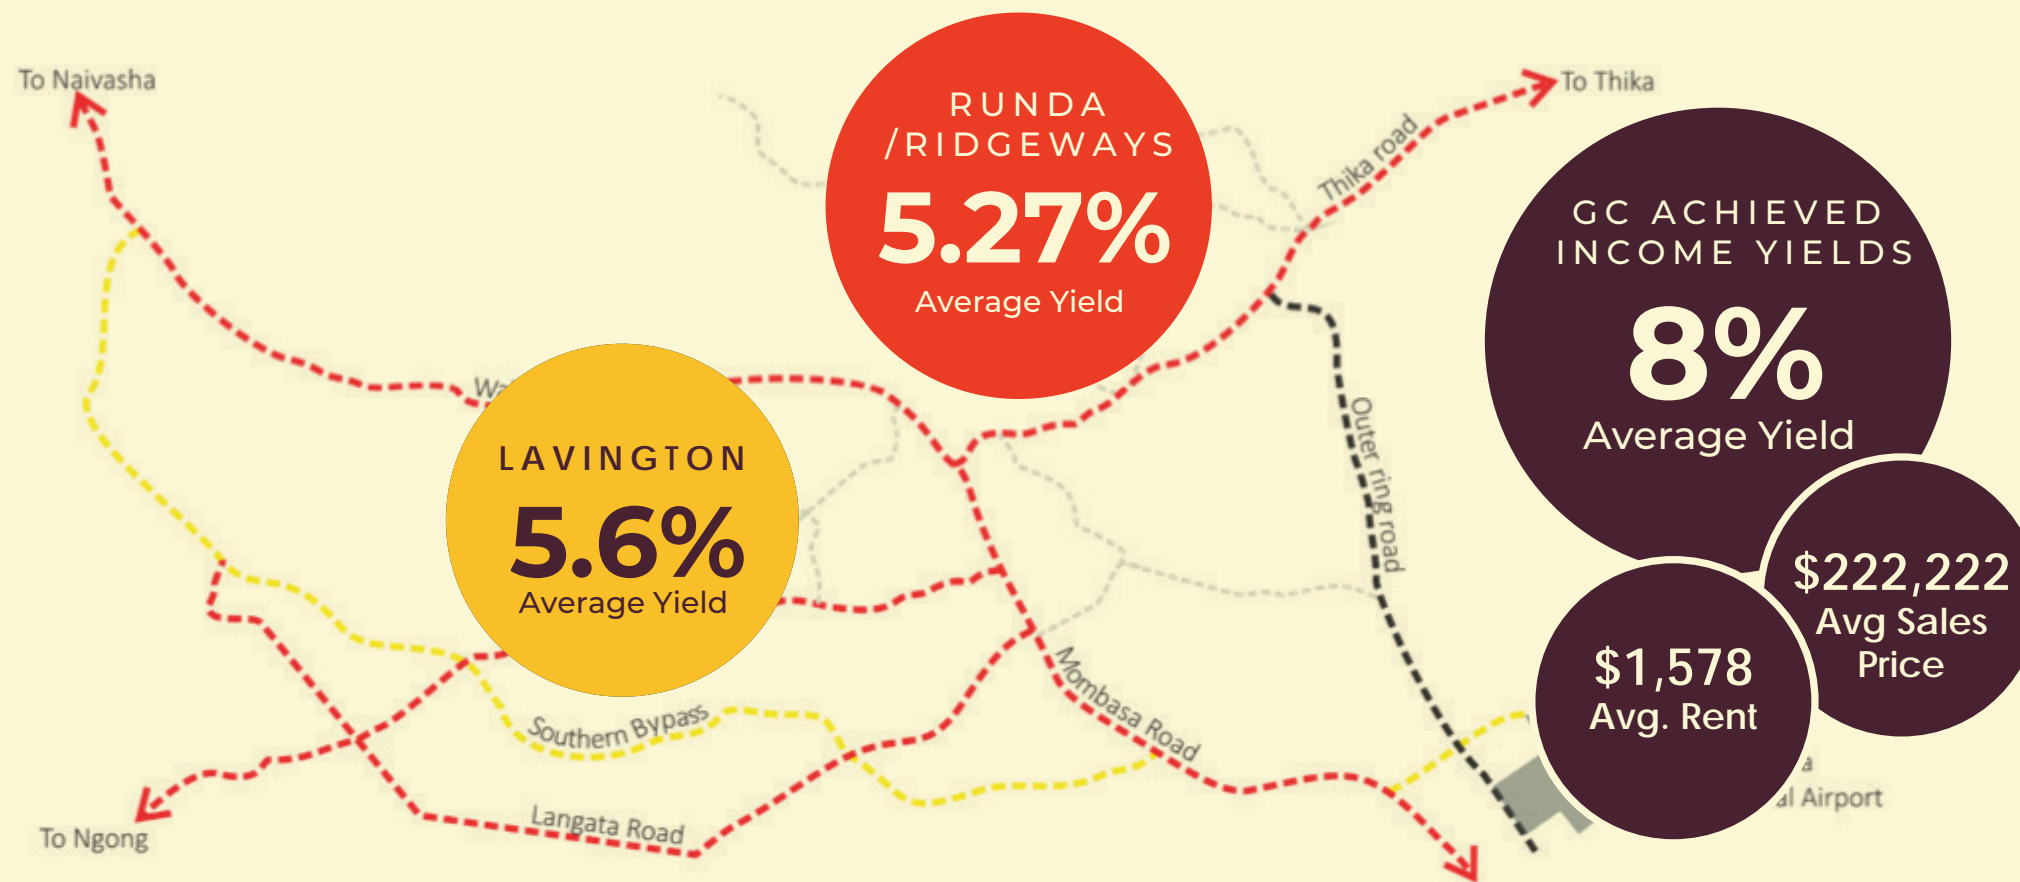 To Naivasha
RUNDA
/RIDGEWAYS
5.27%
Average Yield
To Thika
Thika road
GC ACHIEVED
INCOME YIELDS
8%
Average Yield
LAVINGTON
5.6%
Average Yield
Outer ring road
$222,222
Avg Sales
Price
$1,578
Avg. Rent
Mombasa Road
Southern Bypass
Langata Road
Airport
To Ngong